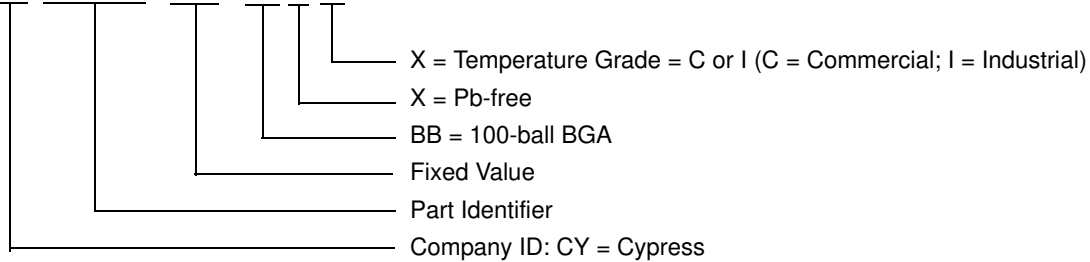 X = Temperature Grade = C or I (C = Commercial; I = Industrial)
X = Pb-free
BB = 100-ball BGA
Fixed Value
Part Identifier
Company ID: CY = Cypress